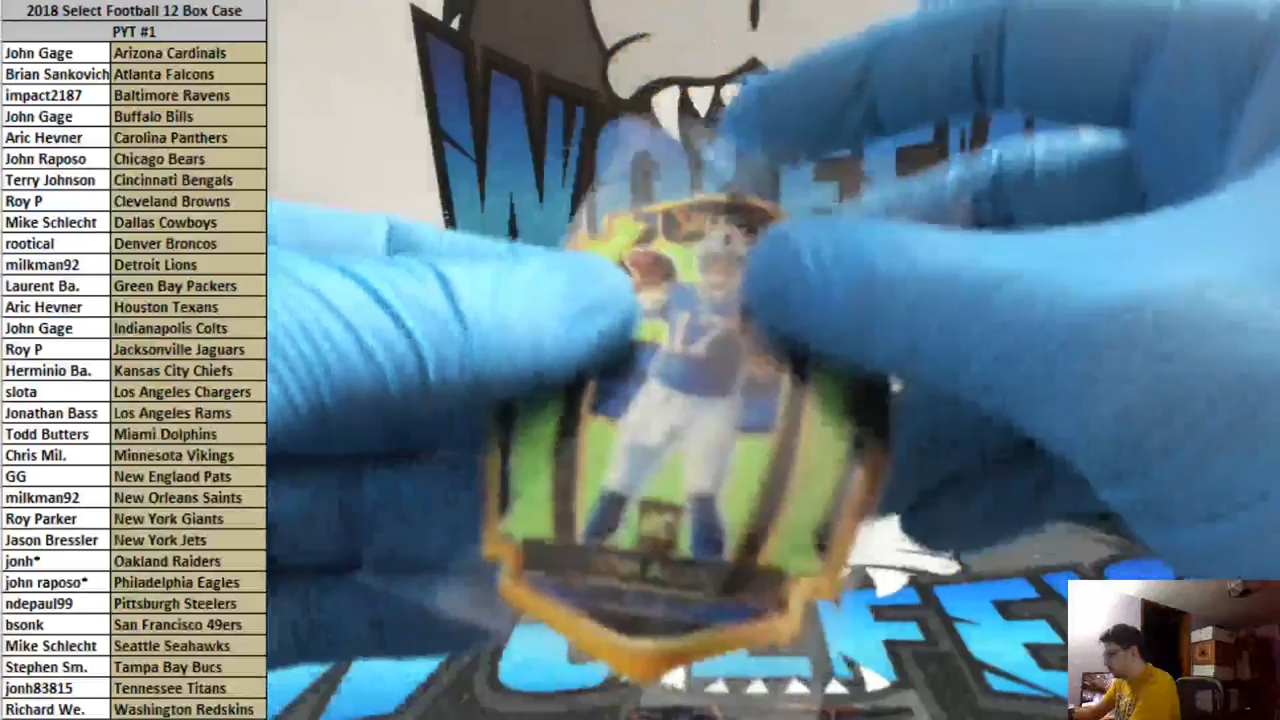 2018 Select Football 12 Box Case
PYT #1
John Gage Arizona Cardinals
Brian Sankovich Atlanta Falcons
impact2187 Baltimore Ravens
John Gage Buffalo Bills
Aric Hevner Carolina Panthers
John Raposo Chicago Bears
Terry Johnson Cincinnati Bengals
Roy P Cleveland Browns
Mike Schlecht Dallas Cowboys
rootical Denver Broncos
milkman92 Detroit Lions
Laurent Ba. Green Bay Packers
Aric Hevner Houston Texans
John Gage Indianapolis Colts
Roy P Jacksonville Jaguars
Herminio Ba. Kansas City Chiefs
slota Los Angeles Chargers
Jonathan Bass Los Angeles Rams
Todd Butters Miami Dolphins
Chris Mil. Minnesota Vikings
GG New England Pats
milkman92 New Orleans Saints
Roy Parker New York Giants
Jason Bressler New York Jets
jonh* Oakland Raiders
john raposo* Philadelphia Eagles
ndepaul99 Pittsburgh Steelers
bsonk San Francisco 49ers
Mike Schlecht Seattle Seahawks
Stephen Sm. Tampa Bay Bucs
jonh83815 Tennessee Titans
Richard We. Washington Redskins